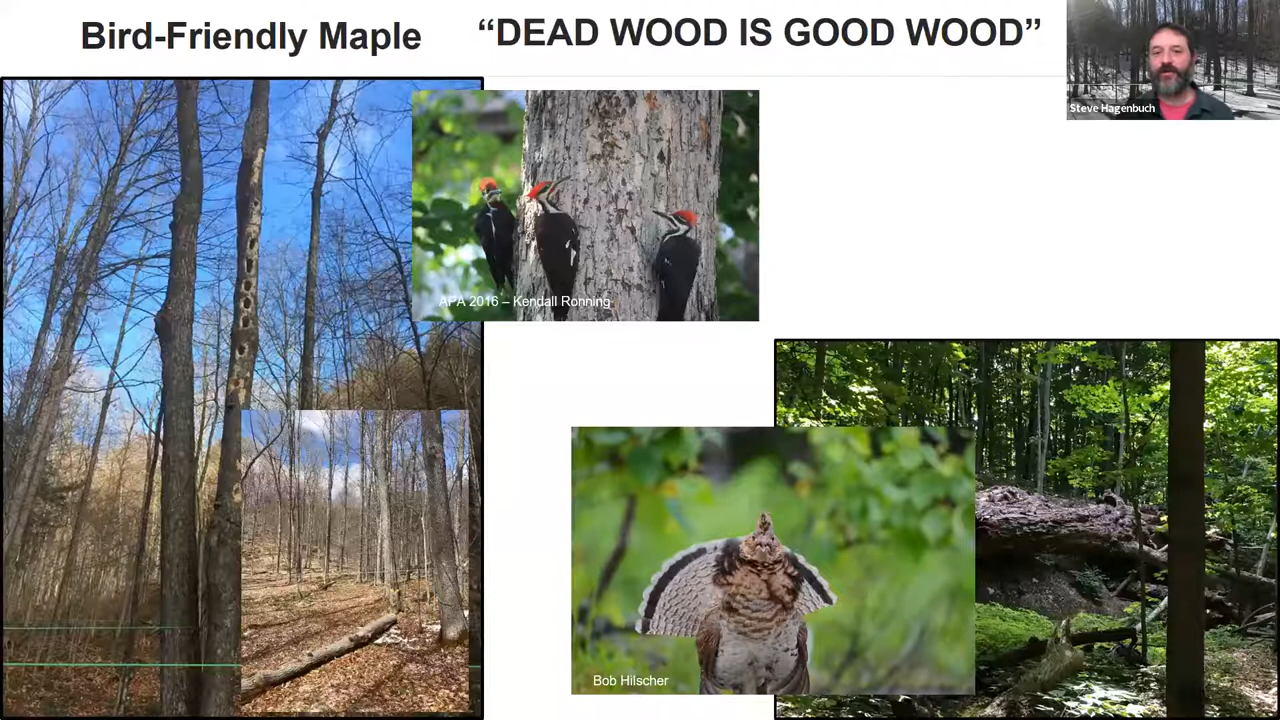 Bird-Friendly Maple
“DEAD WOOD IS GOOD WOOD”
Steve Hagenbuch
APA 2016 – Kendall Ronning
Bob Hilscher